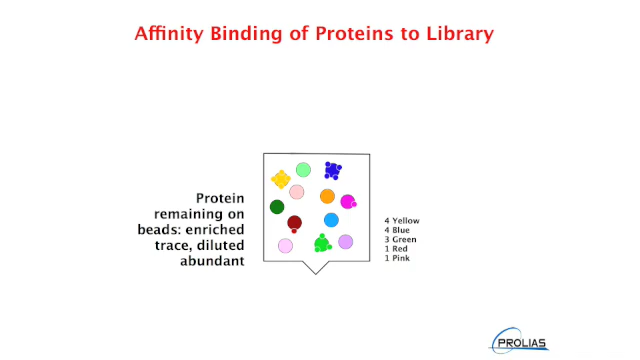 Affinity Binding of Proteins to Library
Protein
remaining on
beads: enriched
trace, diluted
abundant
4 Yellow
4 Blue
3 Green
1 Red
1 Pink
PROLIAS